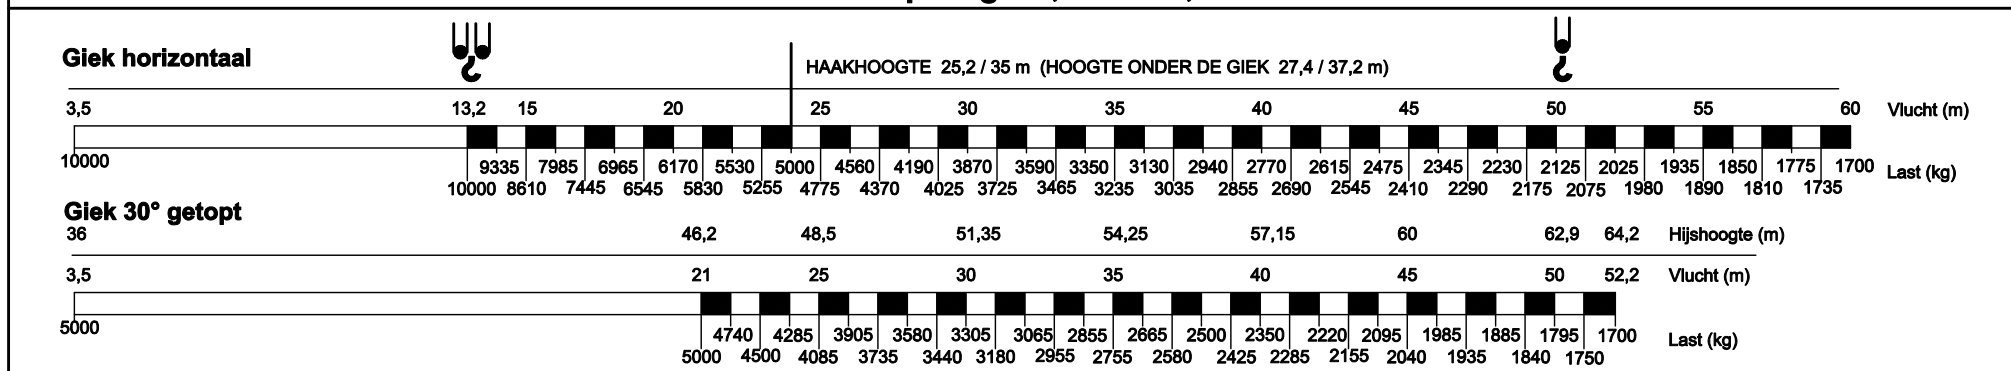 Giek horizontaal
HAAKHOOGTE 25,2 / 35 m (HOOGTE ONDER DE GIEK 27,4 / 37,2 m)
3,5 13,2 15 20 25 30 35 40 45 50 55 60 Vlucht (m)
10000 9335 7985 6965 6170 5530 5000 4560 4190 3870 3590 3350 3130 2940 2770 2615 2475 2345 2230 2125 2025 1935 1850 1775 1700 Last (kg)
10000 8610 7445 6545 5830 5255 4775 4370 4025 3725 3465 3235 3035 2855 2690 2545 2410 2290 2175 2075 1980 1890 1810 1735
Giek 30° getopt
36 46,2 48,5 51,35 54,25 57,15 60 62,9 64,2 Hijshoogte (m)
3,5 21 25 30 35 40 45 50 52,2 Vlucht (m)
5000 4740 4285 3905 3580 3305 3065 2855 2665 2500 2350 2220 2095 1985 1885 1795 1700 Last (kg)
5000 4500 4085 3735 3440 3180 2955 2755 2580 2425 2285 2155 2040 1935 1840 1750